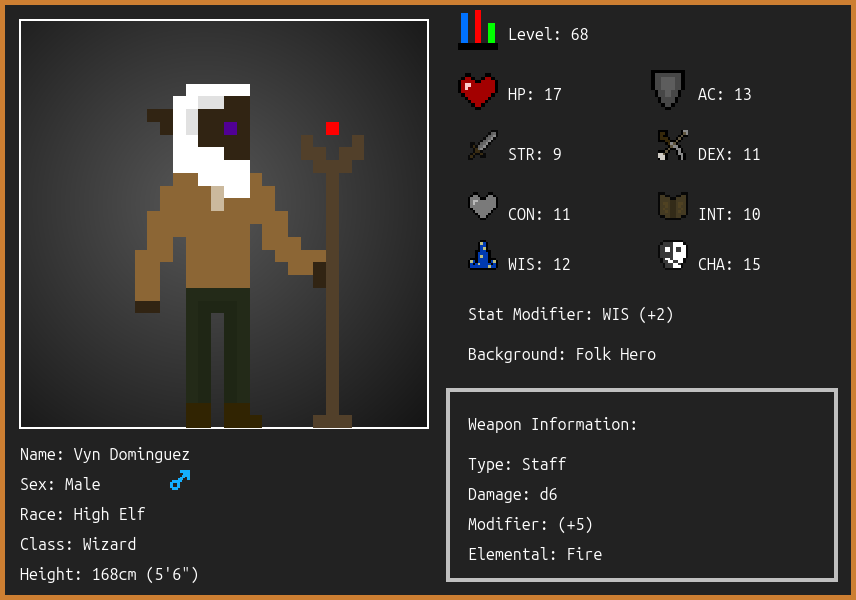 Level: 68
HP: 17
AC: 13
STR: 9
DEX: 11
CON: 11
INT: 10
WIS: 12
CHA: 15
Stat Modifier: WIS (+2)
Background: Folk Hero
Weapon Information:
Type: Staff
Damage: d6
Modifier: (+5)
Elemental: Fire
Name: Vyn Dominguez
Sex: Male
Race: High Elf
Class: Wizard
Height: 168cm (5'6")